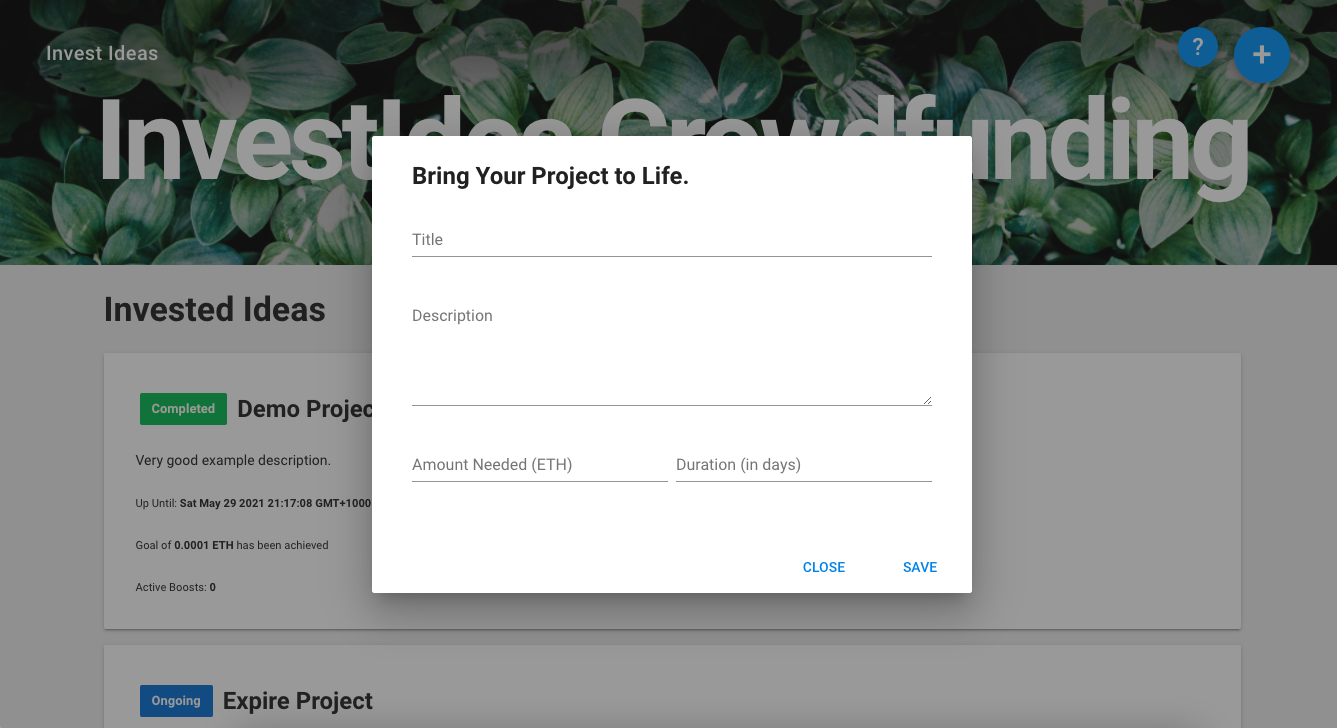 Invest Ideas
?
+
InvestIdea Crowdfunding
Bring Your Project to Life.
Title
Description
Amount Needed (ETH) Duration (in days)
CLOSE SAVE
Invested Ideas
Completed Demo Projec
Very good example description.
Up Until: Sat May 29 2021 21:17:08 GMT+1000
Goal of 0.0001 ETH has been achieved
Active Boosts: 0
Ongoing Expire Project